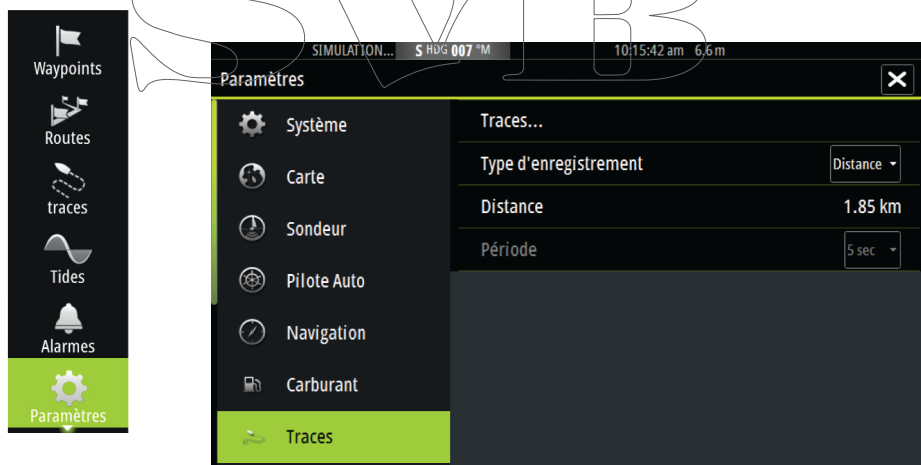 SVB
Waypoints
Routes
traces
Tides
Alarmes
Paramètres
SIMULATION... S HDG 007 °M 10:15:42 am 6.6 m
Paramètres
Système
Carte
Sondeur
Pilote Auto
Navigation
Carburant
Traces
Traces...
Type d'enregistrement Distance
Distance 1.85 km
Période 5 sec